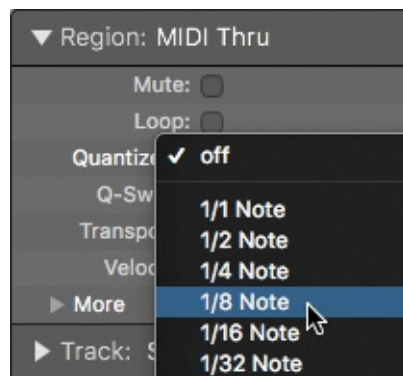 ▼ Region: MIDI Thru
Mute:
Loop:
Quantize
✓ off
Q-Sw
1/1 Note
Transpo
1/2 Note
Veloc
1/4 Note
▶ More
1/8 Note
1/16 Note
▶ Track: S
1/32 Note